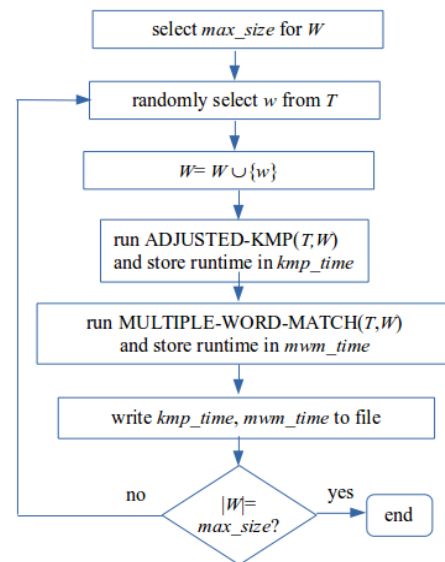 select max_size for W
randomly select w from T
W= W ∪{w}
run ADJUSTED-KMP(T,W)
and store runtime in kmp_time
run MULTIPLE-WORD-MATCH(T,W)
and store runtime in mwm_time
write kmp_time, mwm_time to file
no
|W|=
max_size?
yes
end